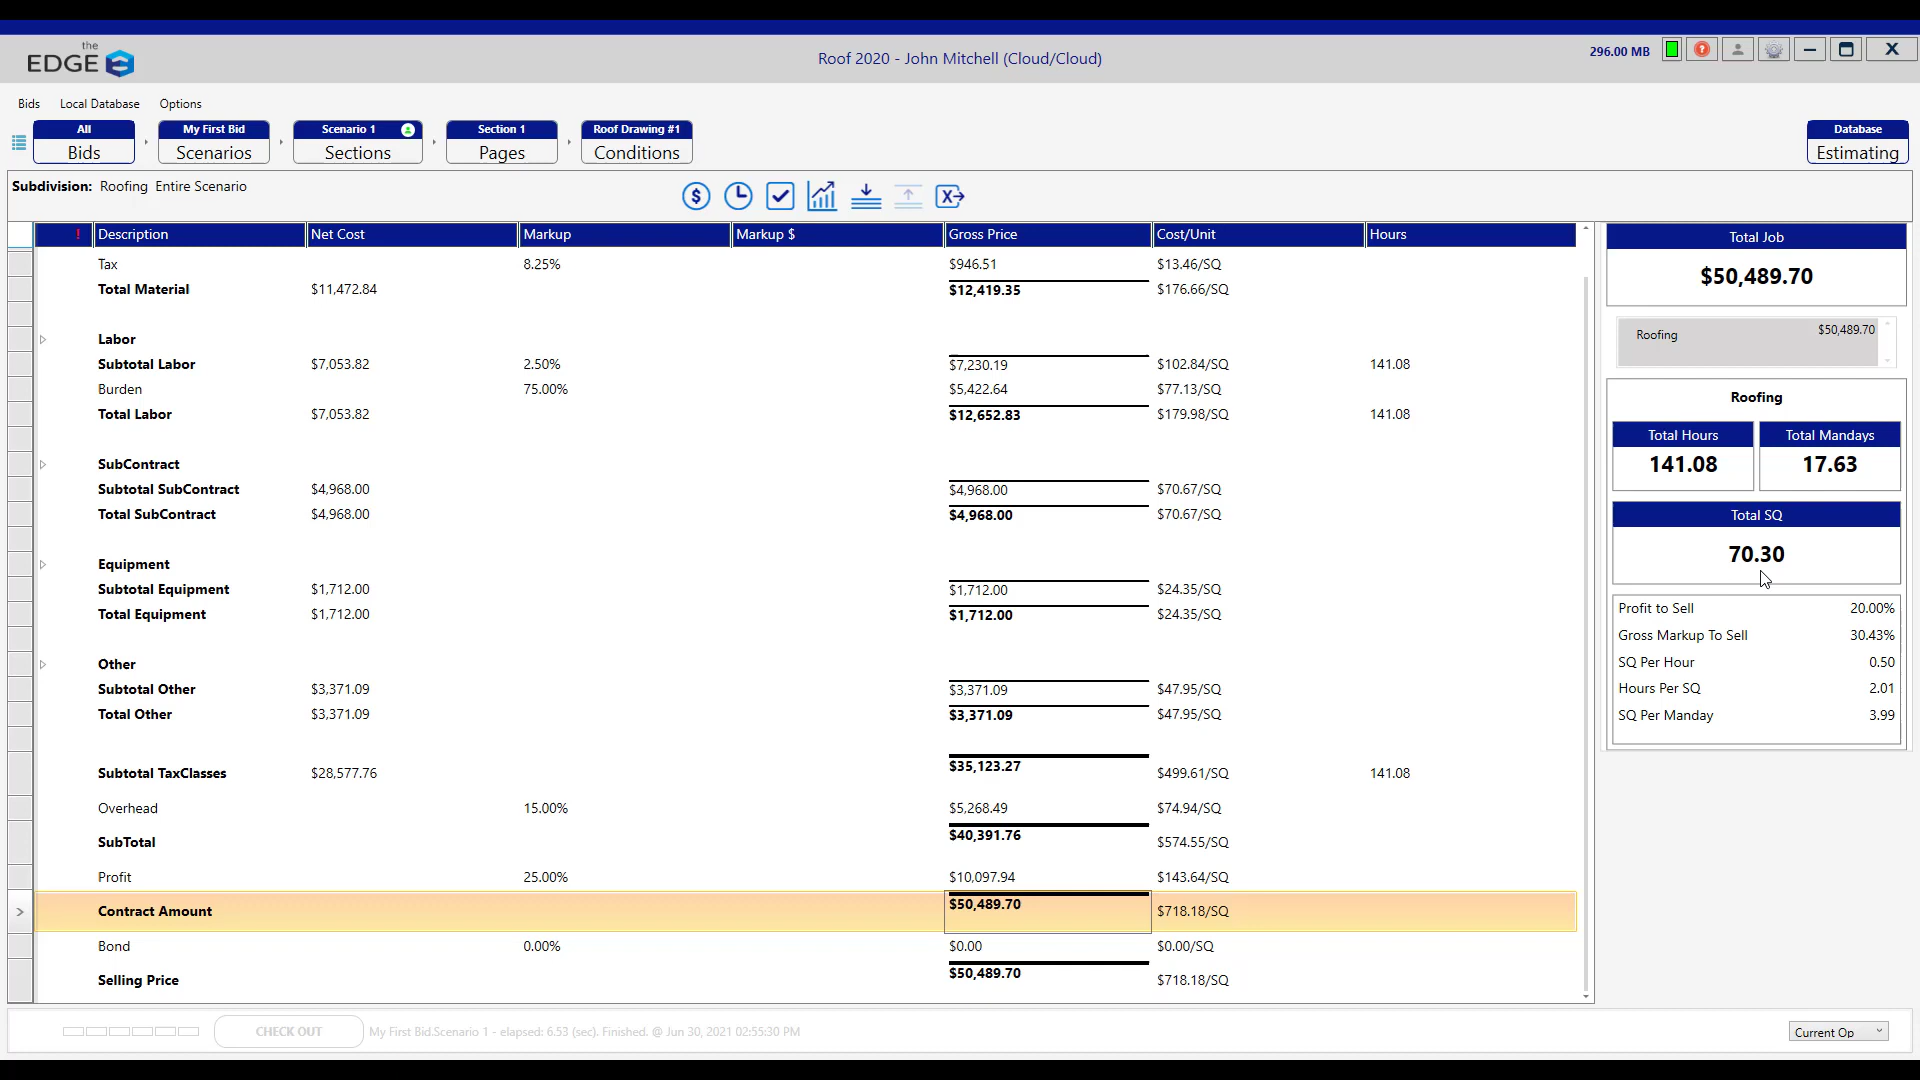 the
EDGE
Roof 2020 - John Mitchell (Cloud/Cloud)
296.00 MB
Bids Local Database Options
All
Bids
My First Bid
Scenarios
Scenario 1
Sections
Section 1
Pages
Roof Drawing #1
Conditions
Database
Estimating
Subdivision: Roofing Entire Scenario
! Description Net Cost Markup Markup $ Gross Price Cost/Unit Hours
Tax 8.25% $946.51 $13.46/SQ
Total Material $11,472.84 $12,419.35 $176.66/SQ
Labor
Subtotal Labor $7,053.82 2.50% $7,230.19 $102.84/SQ 141.08
Burden 75.00% $5,422.64 $77.13/SQ
Total Labor $7,053.82 $12,652.83 $179.98/SQ 141.08
SubContract
Subtotal SubContract $4,968.00 $4,968.00 $70.67/SQ
Total SubContract $4,968.00 $4,968.00 $70.67/SQ
Equipment
Subtotal Equipment $1,712.00 $1,712.00 $24.35/SQ
Total Equipment $1,712.00 $1,712.00 $24.35/SQ
Other
Subtotal Other $3,371.09 $3,371.09 $47.95/SQ
Total Other $3,371.09 $3,371.09 $47.95/SQ
Subtotal TaxClasses $28,577.76 $35,123.27 $499.61/SQ 141.08
Overhead 15.00% $5,268.49 $74.94/SQ
SubTotal $40,391.76 $574.55/SQ
Profit 25.00% $10,097.94 $143.64/SQ
Contract Amount $50,489.70 $718.18/SQ
Bond 0.00% $0.00 $0.00/SQ
Selling Price $50,489.70 $718.18/SQ
Total Job
$50,489.70
Roofing $50,489.70
Roofing
Total Hours
141.08
Total Mandays
17.63
Total SQ
70.30
Profit to Sell 20.00%
Gross Markup To Sell 30.43%
SQ Per Hour 0.50
Hours Per SQ 2.01
SQ Per Manday 3.99
CHECK OUT My First Bid.Scenario 1 - elapsed: 6.53 (sec). Finished. @ Jun 30, 2021 02:55:30 PM
Current Op